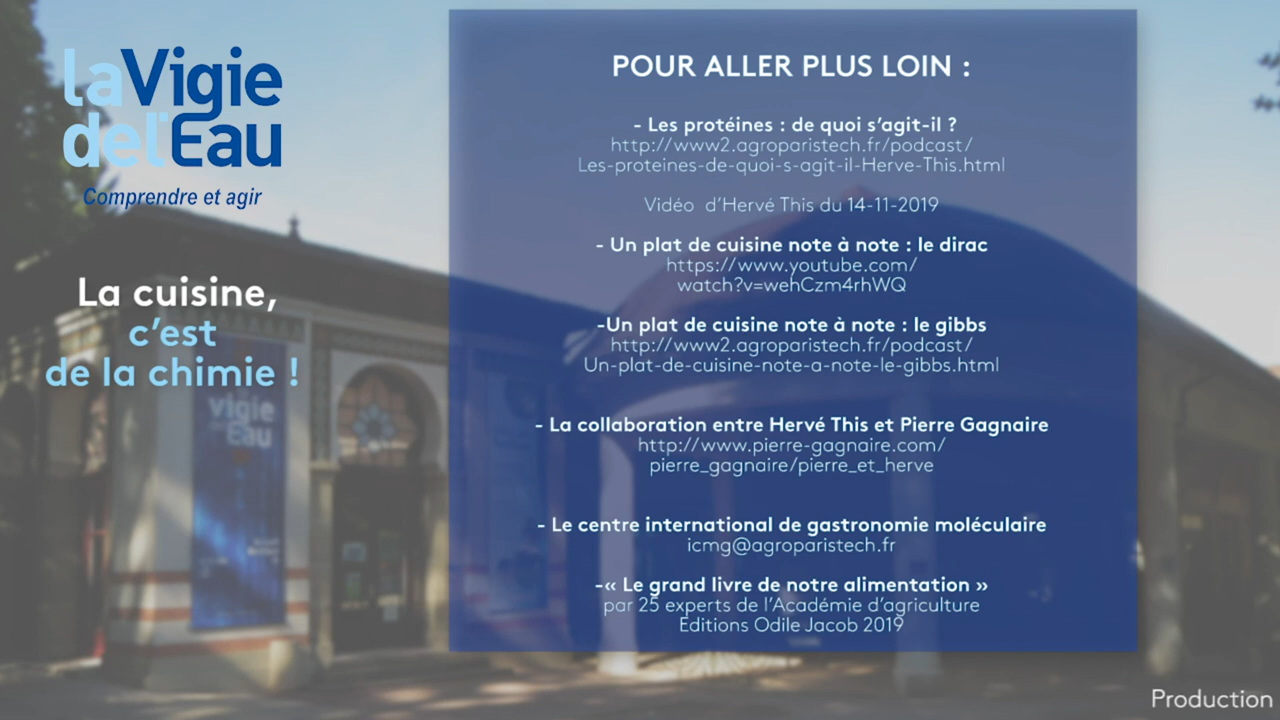 la Vigie
de l'Eau
Comprendre et agir
La cuisine,
c'est
de la chimie !
vigie
Eau
POUR ALLER PLUS LOIN :
- Les protéines : de quoi s'agit-il ?
http://www2.agroparistech.fr/podcast/
Les-proteines-de-quoi-s-agit-il-Herve-This.html
Vidéo d'Hervé This du 14-11-2019
- Un plat de cuisine note à note : le dirac
https://www.youtube.com/
watch?v=wehCzm4rhWQ
-Un plat de cuisine note à note : le gibbs
http://www2.agroparistech.fr/podcast/
Un-plat-de-cuisine-note-a-note-le-gibbs.html
- La collaboration entre Hervé This et Pierre Gagnaire
http://www.pierre-gagnaire.com/
pierre_gagnaire/pierre_et_herve
- Le centre international de gastronomie moléculaire
icmg@agroparistech.fr
-« Le grand livre de notre alimentation »
par 25 experts de l'Académie d'agriculture
Editions Odile Jacob 2019
Production